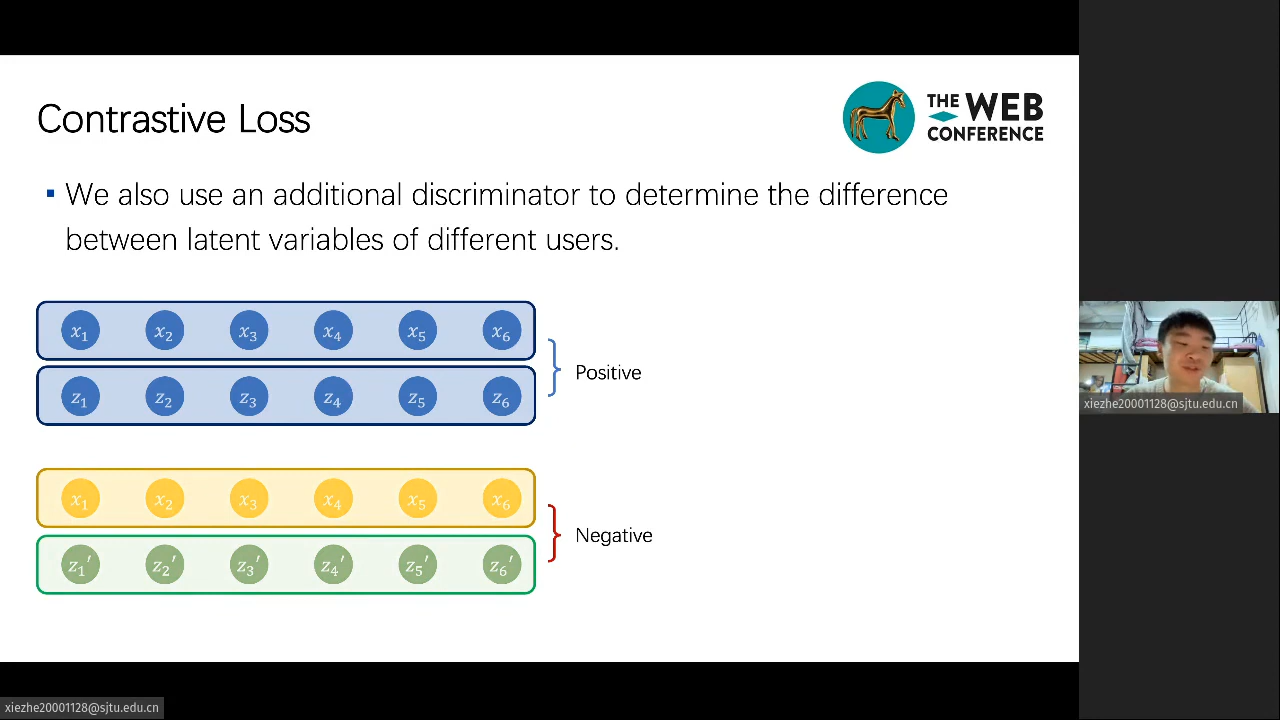 Contrastive Loss
THE WEB
CONFERENCE
▪ We also use an additional discriminator to determine the difference
between latent variables of different users.
x₁ x₂ x₃ x₄ x₅ x₆
z₁ z₂ z₃ z₄ z₅ z₆
Positive
x₁ x₂ x₃ x₄ x₅ x₆
z₁′ z₂′ z₃′ z₄′ z₅′ z₆′
Negative
xiezhe20001128@sjtu.edu.cn
xiezhe20001128@sjtu.edu.cn